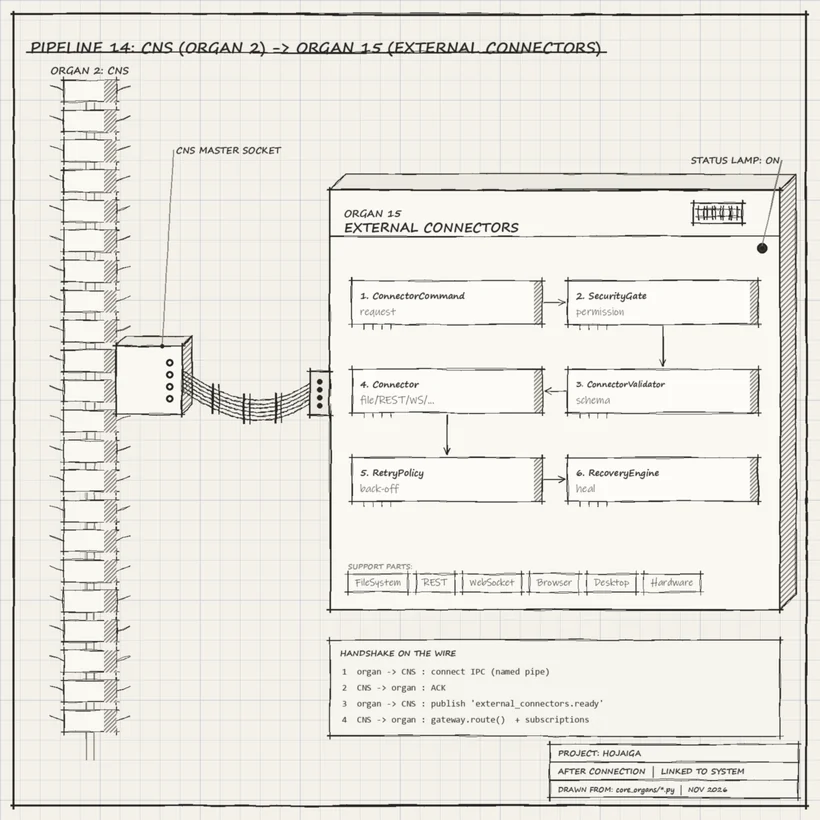 PIPELINE 14: CNS (ORGAN 2) -> ORGAN 15 (EXTERNAL CONNECTORS)
ORGAN 2: CNS
CNS MASTER SOCKET
STATUS LAMP: ON
ORGAN 15
EXTERNAL CONNECTORS
1. ConnectorCommand
request
2. SecurityGate
permission
4. Connector
file/REST/WS/...
3. ConnectorValidator
schema
5. RetryPolicy
back-off
6. RecoveryEngine
heal
SUPPORT PARTS:
FileSystem
REST
WebSocket
Browser
Desktop
Hardware
HANDSHAKE ON THE WIRE
1 organ -> CNS : connect IPC (named pipe)
2 CNS -> organ : ACK
3 organ -> CNS : publish 'external_connectors.ready'
4 CNS -> organ : gateway.route() + subscriptions
PROJECT: HOJAIGA
AFTER CONNECTION | LINKED TO SYSTEM
DRAWN FROM: core_organs/*.py | NOV 2026